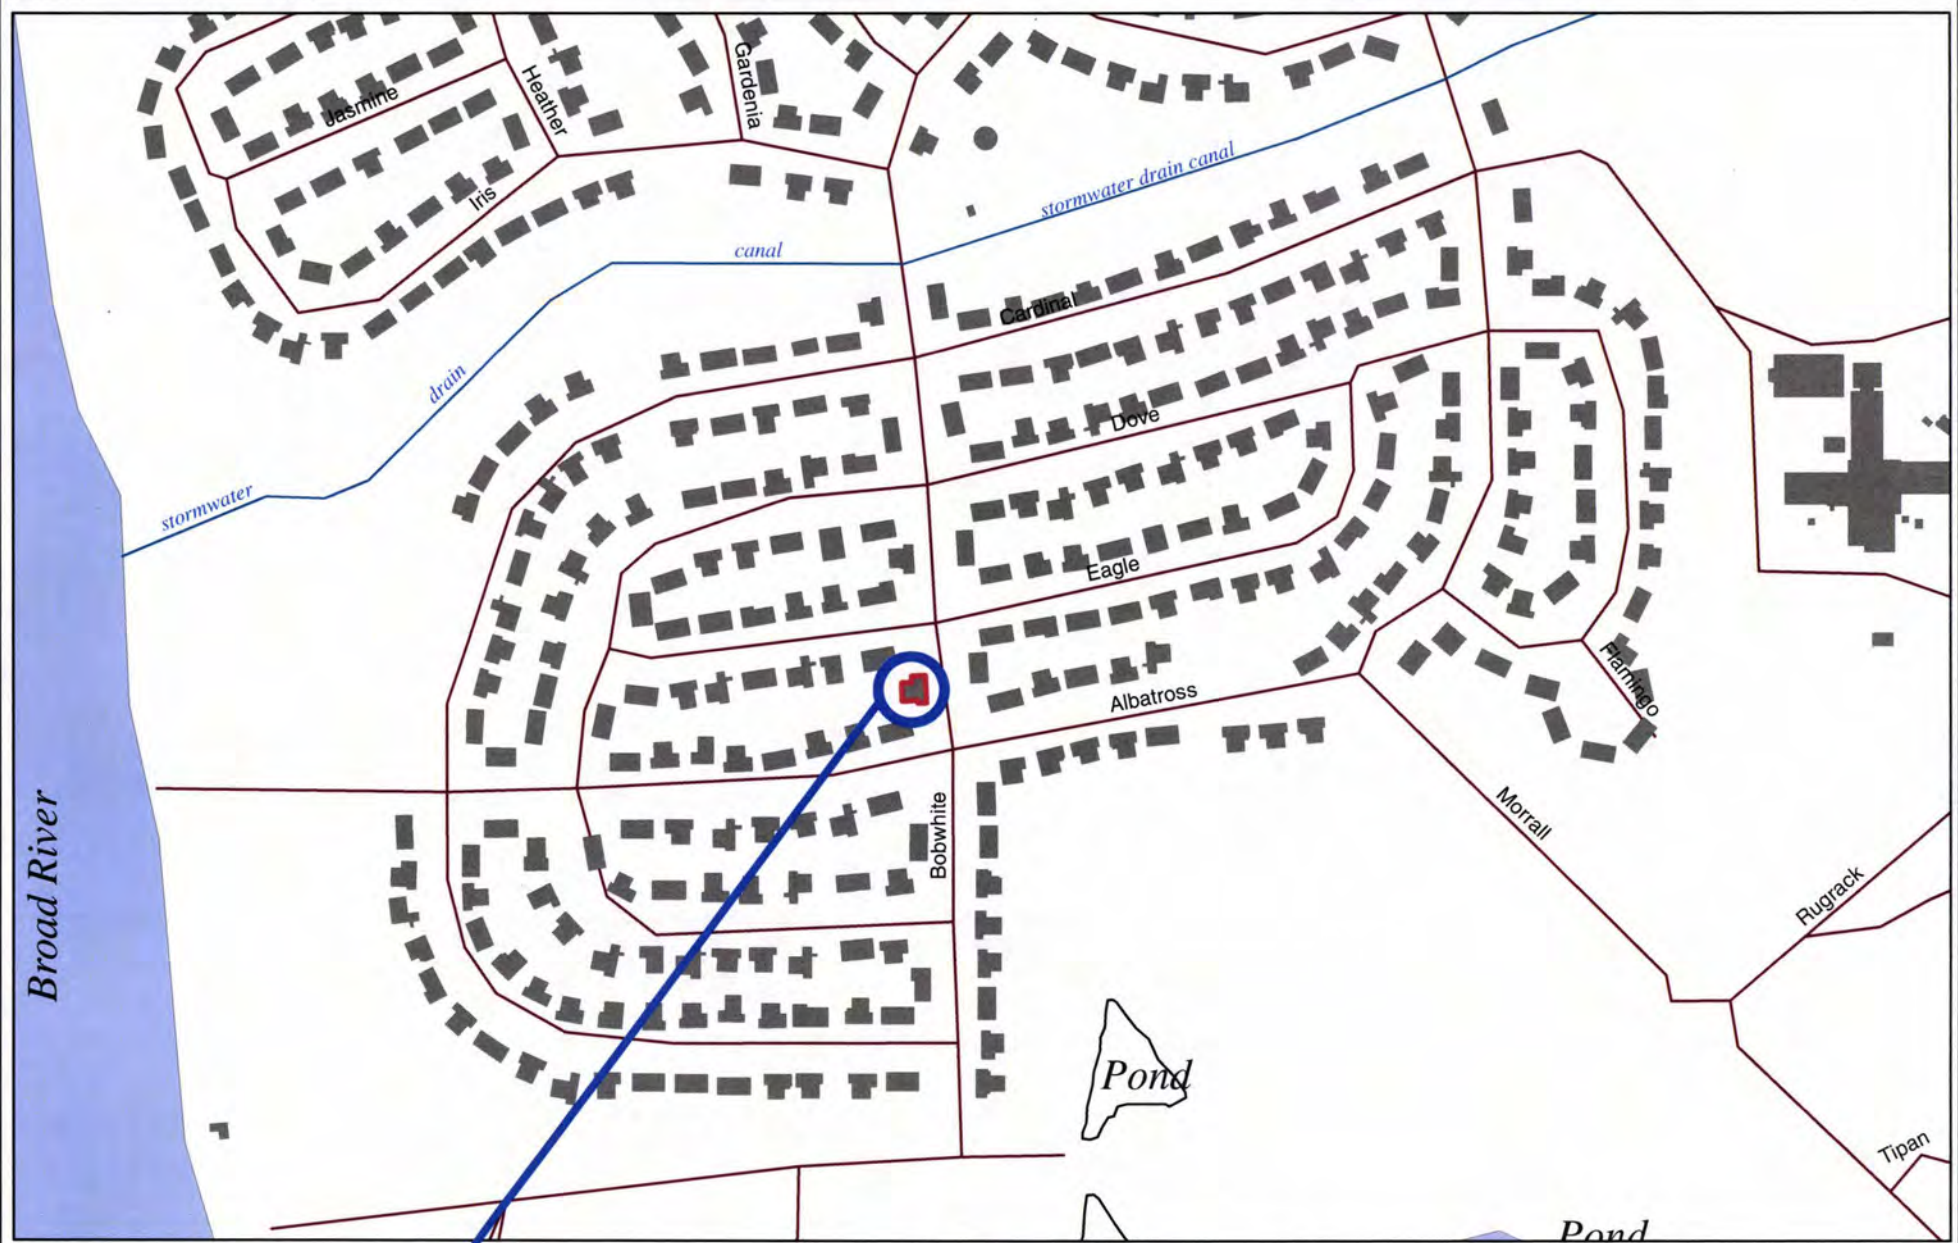 Gardenia
Heather
Jasmine
Iris
stormwater drain canal
canal
Cardinal
drain
Dove
stormwater
Eagle
Flamingo
Albatross
Bobwhite
Morrall
Broad River
Rugrack
Pond
Tipan
Pond